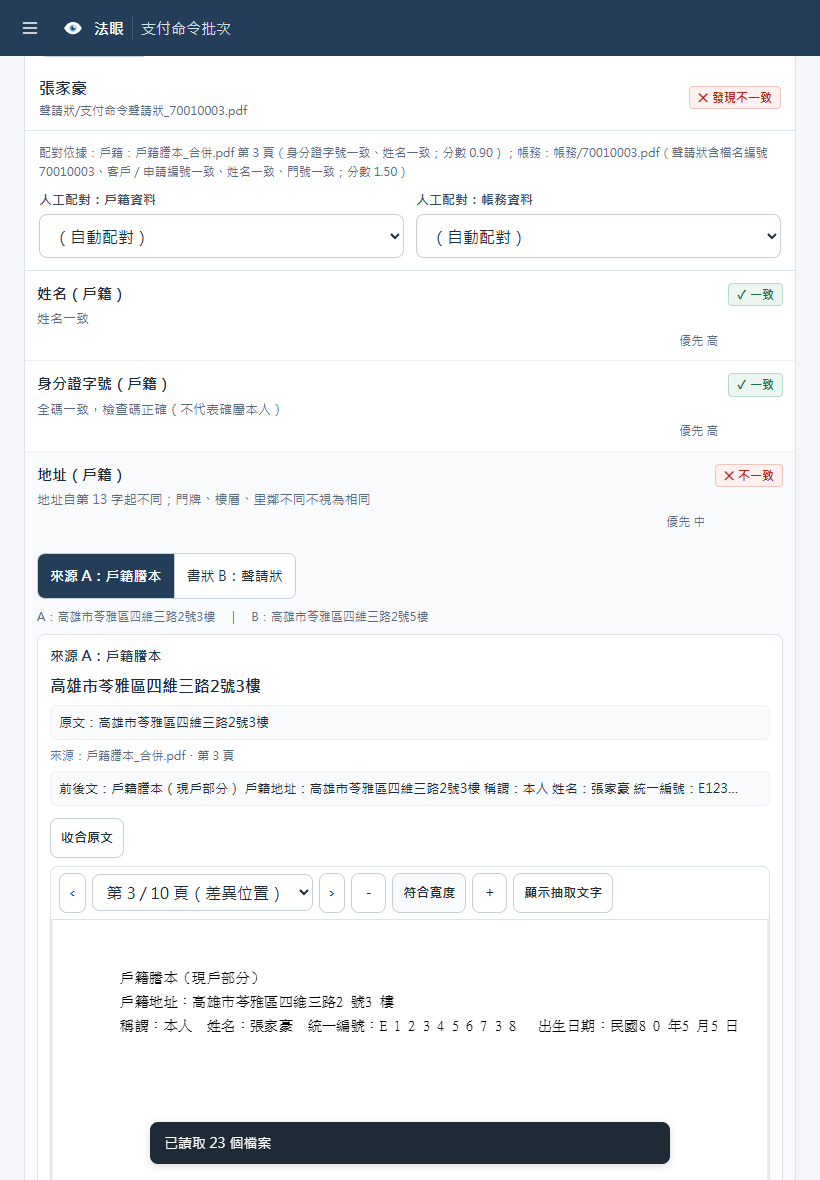 法眼 支付命令批次
張家豪
聲請狀/支付命令聲請狀_70010003.pdf
✕ 發現不一致
配對依據：戶籍：戶籍謄本_合併.pdf 第 3 頁（身分證字號一致、姓名一致；分數 0.90）；帳務：帳務/70010003.pdf（聲請狀含檔名編號
70010003、客戶 / 申請編號一致、姓名一致、門號一致；分數 1.50）
人工配對：戶籍資料 人工配對：帳務資料
（自動配對） （自動配對）
姓名（戶籍） ✓ 一致
姓名一致
優先 高
身分證字號（戶籍） ✓ 一致
全碼一致，檢查碼正確（不代表確屬本人）
優先 高
地址（戶籍） ✕ 不一致
地址自第 13 字起不同；門牌、樓層、里鄰不同不視為相同
優先 中
來源 A：戶籍謄本 書狀 B：聲請狀
A：高雄市苓雅區四維三路2號3樓 | B：高雄市苓雅區四維三路2號5樓
來源 A：戶籍謄本
高雄市苓雅區四維三路2號3樓
原文：高雄市苓雅區四維三路2號3樓
來源：戶籍謄本_合併.pdf · 第 3 頁
前後文：戶籍謄本（現戶部分） 戶籍地址：高雄市苓雅區四維三路2號3樓 稱謂：本人 姓名：張家豪 統一編號：E123...
收合原文
‹ 第 3 / 10 頁（差異位置） › - 符合寬度 + 顯示抽取文字
戶籍謄本（現戶部分）
戶籍地址：高雄市苓雅區四維三路2 號3 樓
稱謂：本人 姓名：張家豪 統一編號：E123456738 出生日期：民國80 年5 月5 日
已讀取 23 個檔案